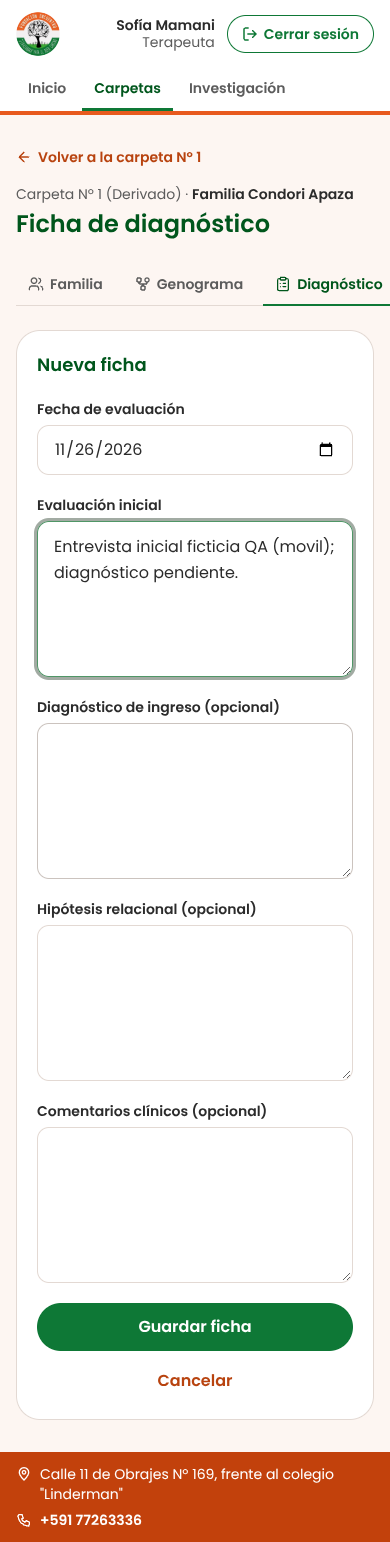 Sofía Mamani
Terapeuta
Cerrar sesión
Inicio
Carpetas
Investigación
Volver a la carpeta N° 1
Carpeta N° 1 (Derivado) · Familia Condori Apaza
Ficha de diagnóstico
Familia
Genograma
Diagnóstico
Nueva ficha
Fecha de evaluación
11/26/2026
Evaluación inicial
Entrevista inicial ficticia QA (movil);
diagnóstico pendiente.
Diagnóstico de ingreso (opcional)
Hipótesis relacional (opcional)
Comentarios clínicos (opcional)
Guardar ficha
Cancelar
Calle 11 de Obrajes N° 169, frente al colegio
"Linderman"
+591 77263336